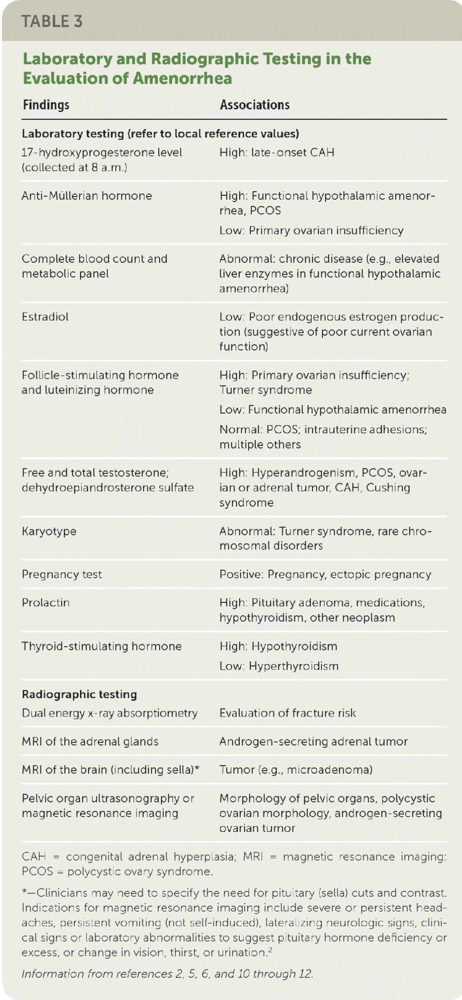 TABLE 3
Laboratory and Radiographic Testing in the
Evaluation of Amenorrhea
Findings Associations
Laboratory testing (refer to local reference values)
17-hydroxyprogesterone level High: late-onset CAH
(collected at 8 a.m.)
Anti-Müllerian hormone High: Functional hypothalamic amenor-
rhea, PCOS
Low: Primary ovarian insufficiency
Complete blood count and Abnormal: chronic disease (e.g., elevated
metabolic panel liver enzymes in functional hypothalamic
amenorrhea)
Estradiol Low: Poor endogenous estrogen produc-
tion (suggestive of poor current ovarian
function)
Follicle-stimulating hormone High: Primary ovarian insufficiency;
and luteinizing hormone Turner syndrome
Low: Functional hypothalamic amenorrhea
Normal: PCOS; intrauterine adhesions;
multiple others
Free and total testosterone; High: Hyperandrogenism, PCOS, ovar-
dehydroepiandrosterone sulfate ian or adrenal tumor, CAH, Cushing
syndrome
Karyotype Abnormal: Turner syndrome, rare chro-
mosomal disorders
Pregnancy test Positive: Pregnancy, ectopic pregnancy
Prolactin High: Pituitary adenoma, medications,
hypothyroidism, other neoplasm
Thyroid-stimulating hormone High: Hypothyroidism
Low: Hyperthyroidism
Radiographic testing
Dual energy x-ray absorptiometry Evaluation of fracture risk
MRI of the adrenal glands Androgen-secreting adrenal tumor
MRI of the brain (including sella)* Tumor (e.g., microadenoma)
Pelvic organ ultrasonography or Morphology of pelvic organs, polycystic
magnetic resonance imaging ovarian morphology, androgen-secreting
ovarian tumor
CAH = congenital adrenal hyperplasia; MRI = magnetic resonance imaging;
PCOS = polycystic ovary syndrome.
*—Clinicians may need to specify the need for pituitary (sella) cuts and contrast.
Indications for magnetic resonance imaging include severe or persistent head-
aches, persistent vomiting (not self-induced), lateralizing neurologic signs, clini-
cal signs or laboratory abnormalities to suggest pituitary hormone deficiency or
excess, or change in vision, thirst, or urination.²
Information from references 2, 5, 6, and 10 through 12.